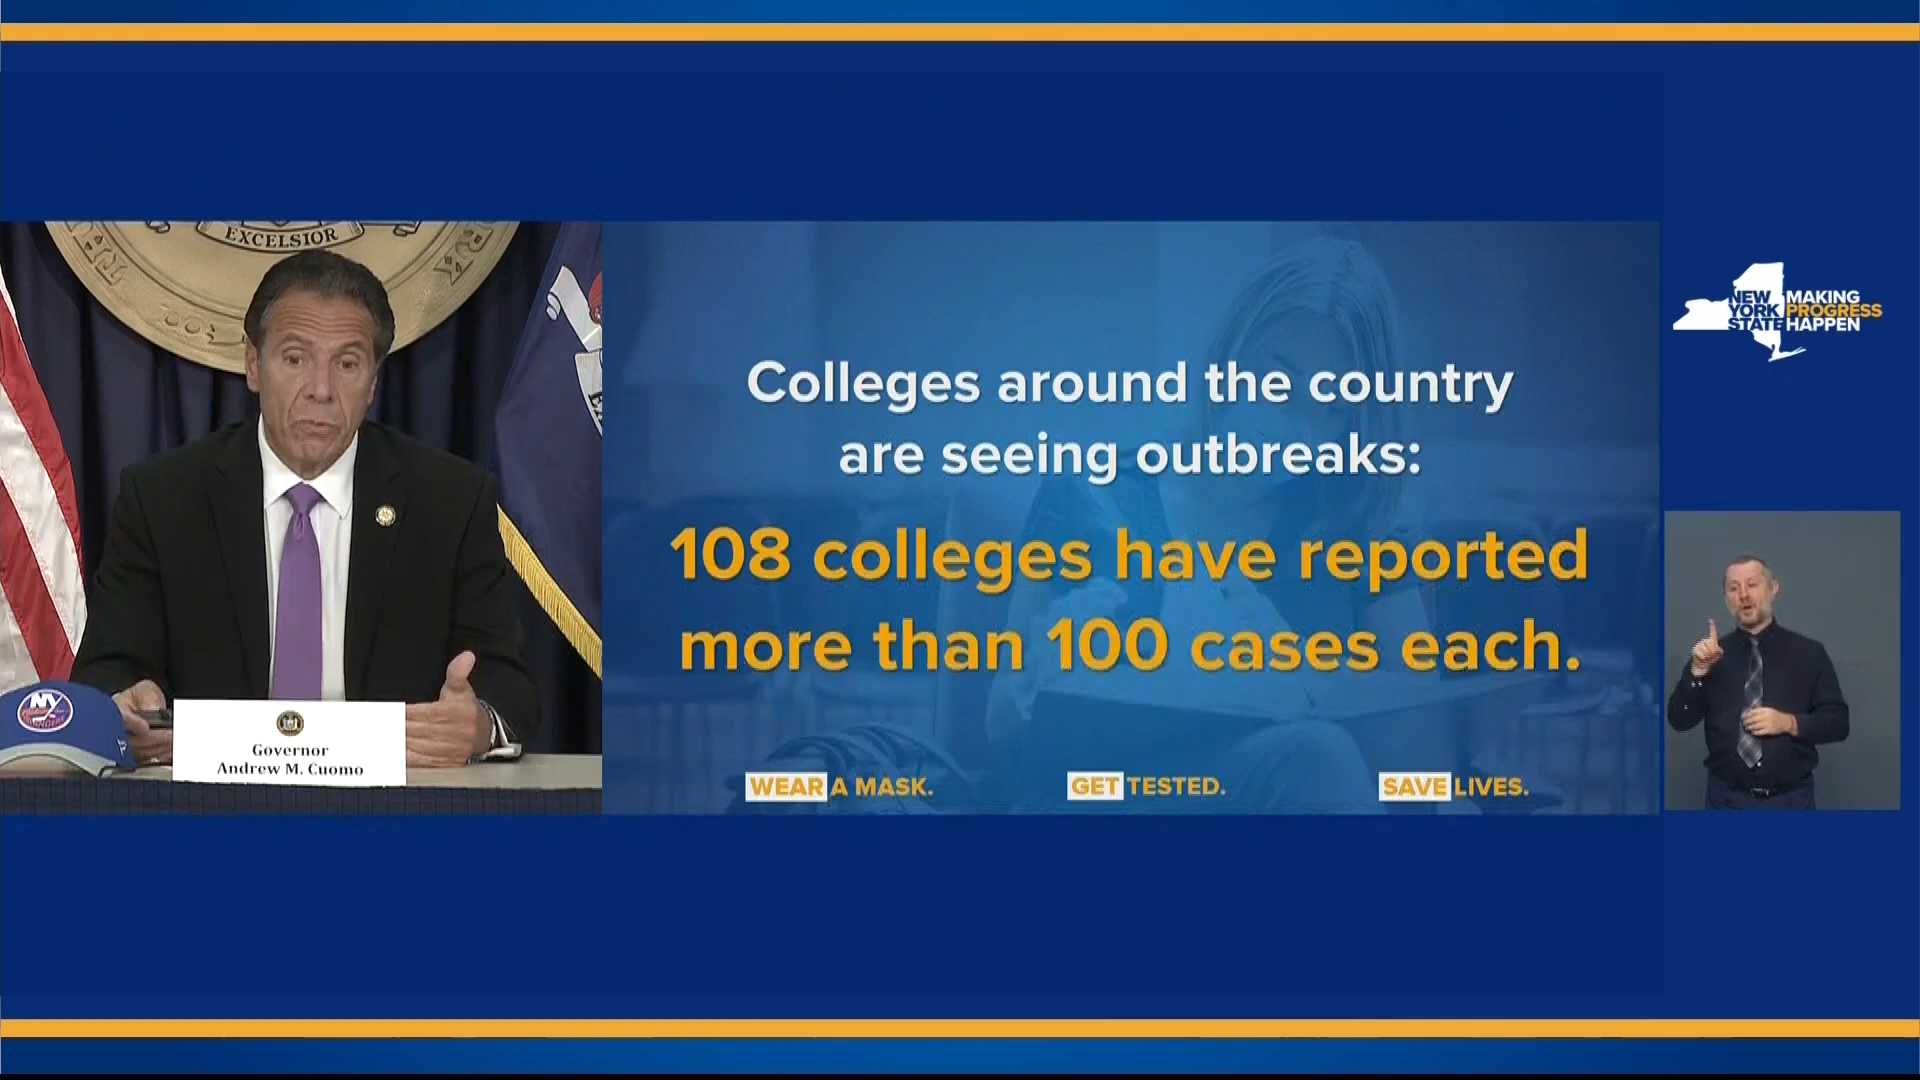 EXCELSIOR
Colleges around the country
are seeing outbreaks:
108 colleges have reported
more than 100 cases each.
WEAR A MASK. GET TESTED. SAVE LIVES.
NY
Governor
Andrew M. Cuomo
NEW
YORK
STATE
MAKING
PROGRESS
HAPPEN